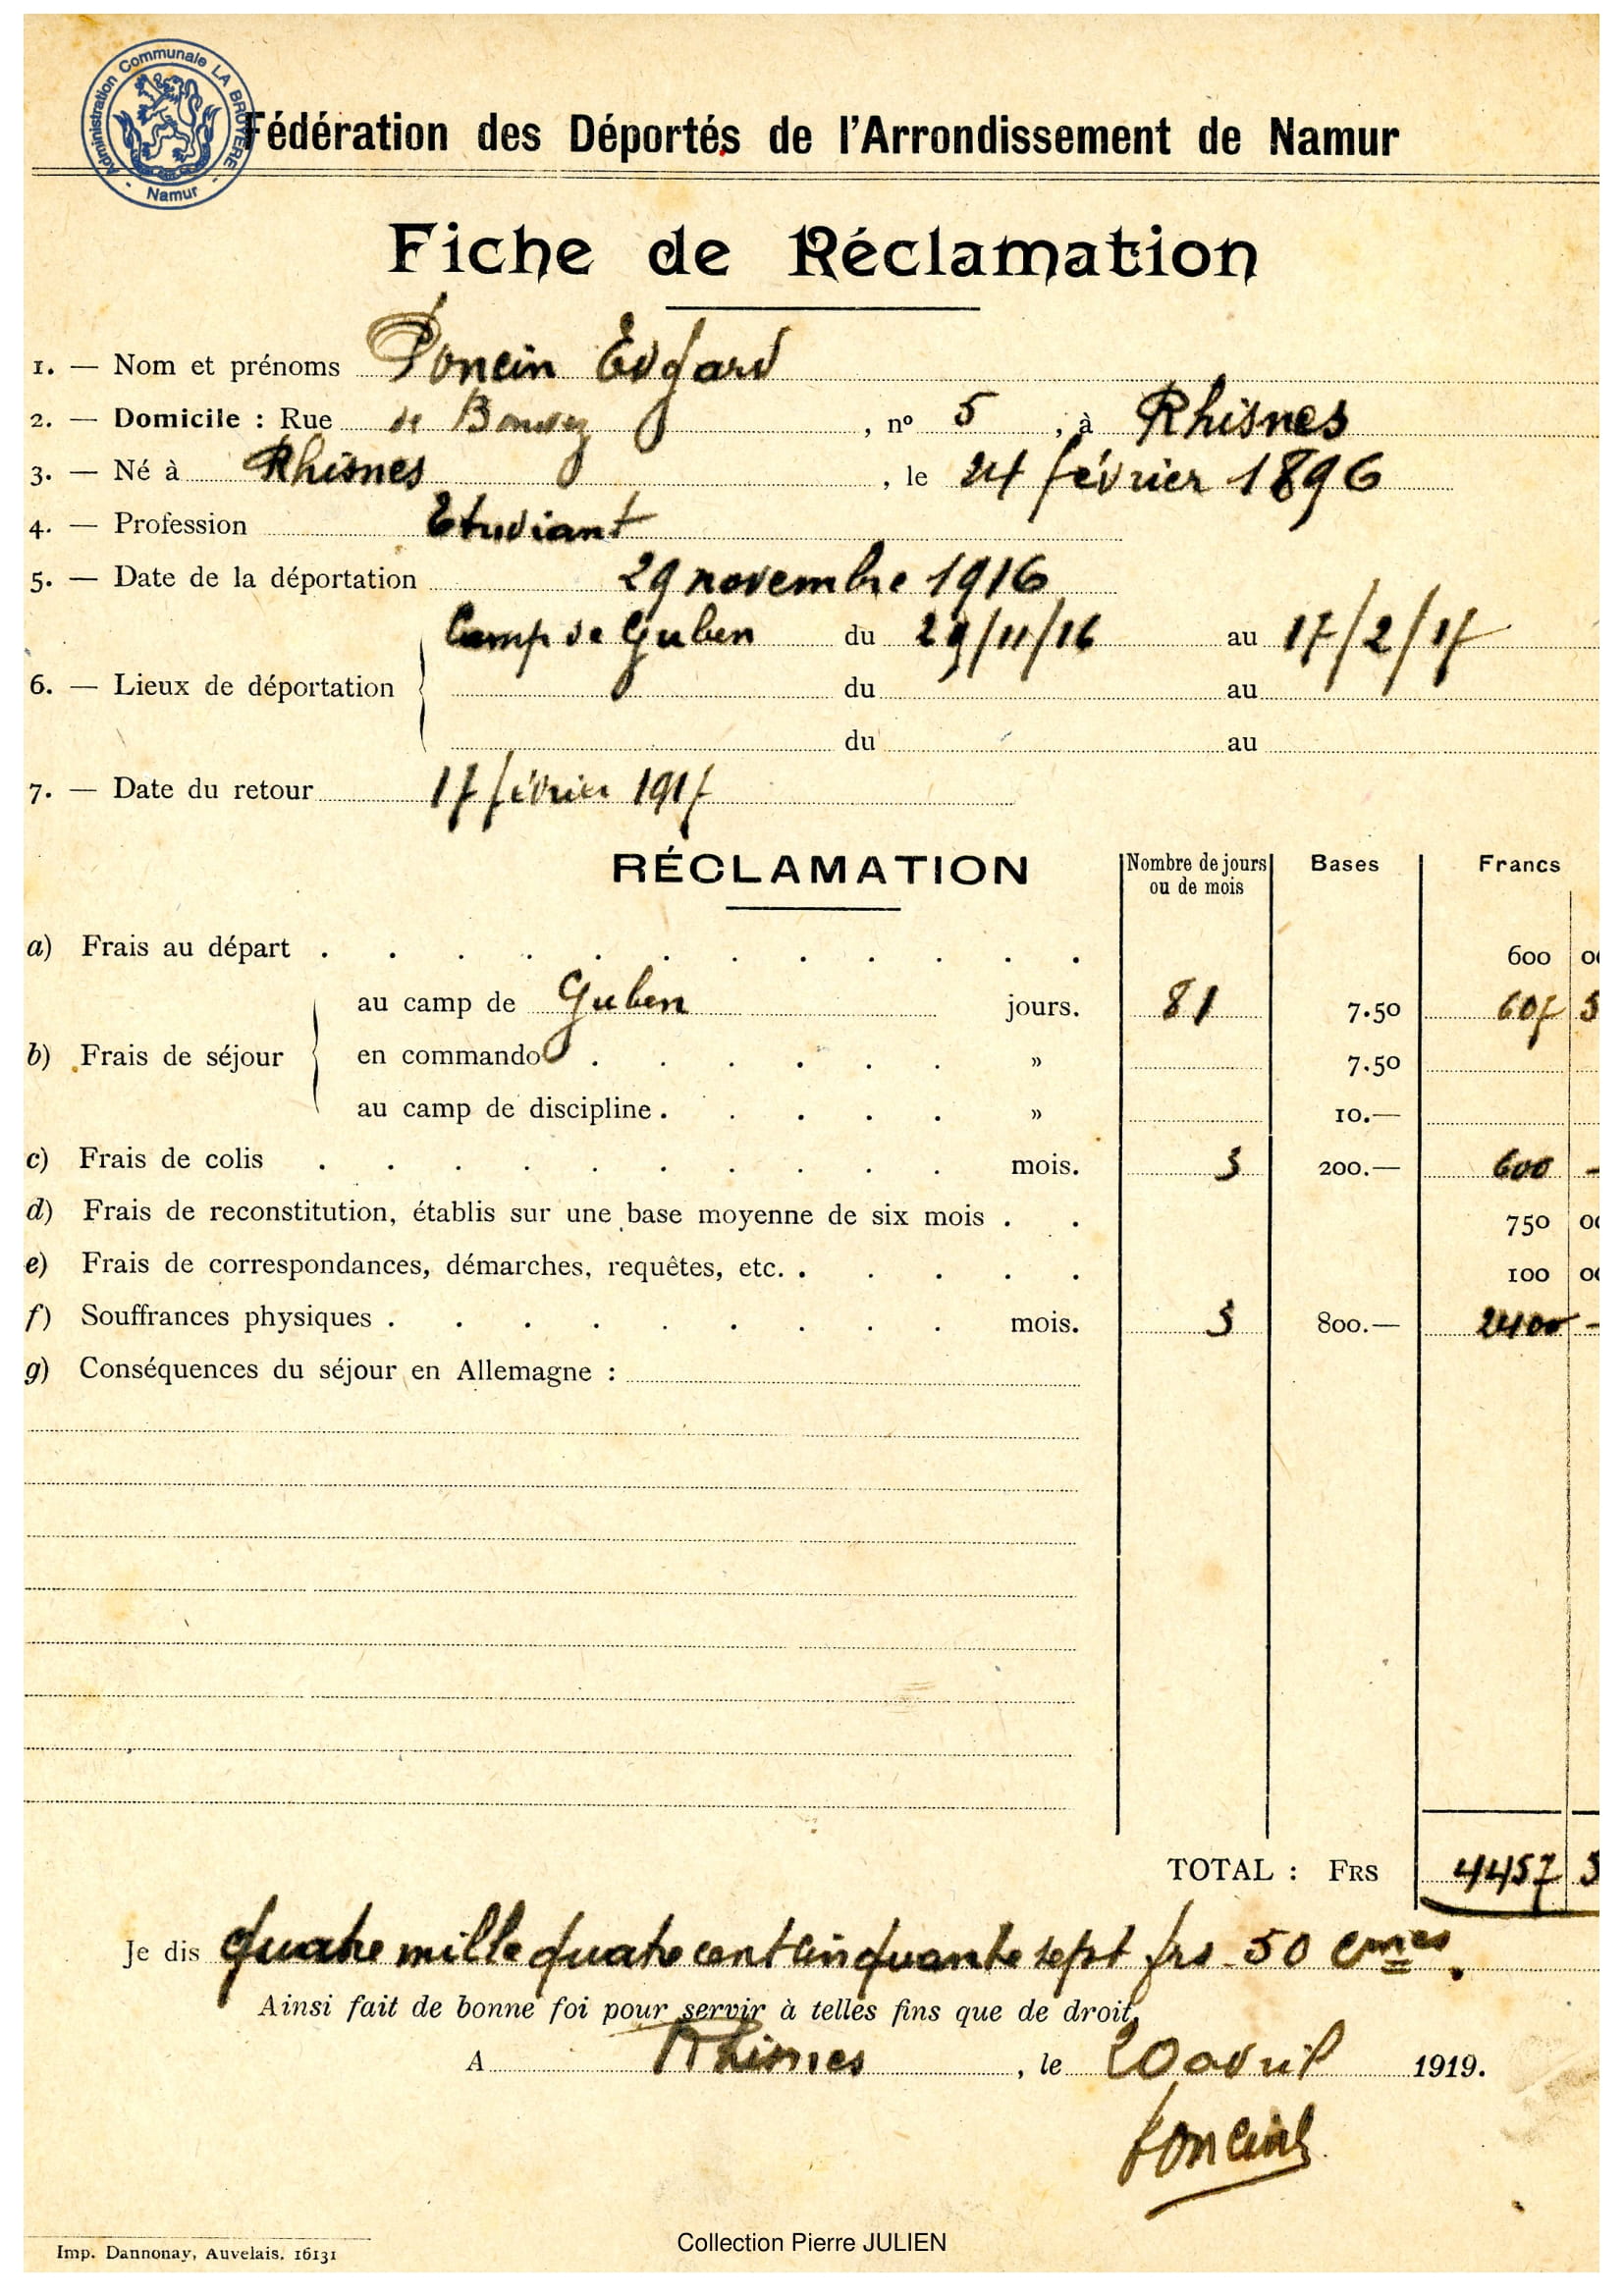 Administration Communale LA BRUYERE - Namur -
Fédération des Déportés de l'Arrondissement de Namur
Fiche de Réclamation
1. — Nom et prénoms Poncin Edgard
2. — Domicile : Rue de , n° 5 , à Rhisnes
3. — Né à Rhisnes , le 24 février 1896
4. — Profession Etudiant
5. — Date de la déportation 29 novembre 1916
6. — Lieux de déportation
Camp de Guben du 29/11/16 au 17/2/17
du au
du au
7. — Date du retour 17 février 1917
RÉCLAMATION Nombre de jours ou de mois Bases Francs
a) Frais au départ . . . . . . . . . . . . 600 00
b) Frais de séjour
au camp de Guben jours. 81 7.50 607 5
en commando . . . . . . » 7.50
au camp de discipline . . . . . » 10.—
c) Frais de colis . . . . . . . . . . mois. 3 200.— 600 -
d) Frais de reconstitution, établis sur une base moyenne de six mois . . 750 00
e) Frais de correspondances, démarches, requêtes, etc. . . . . . 100 00
f) Souffrances physiques . . . . . . . . . mois. 3 800.— 2400 -
g) Conséquences du séjour en Allemagne :
TOTAL : FRS 4457 5
Je dis quatre mille quatre cent cinquante sept frs 50 cmes.
Ainsi fait de bonne foi pour servir à telles fins que de droit,
A Rhisnes , le 20 avril 1919.
Poncin
Imp. Dannonay, Auvelais. 16131
Collection Pierre JULIEN